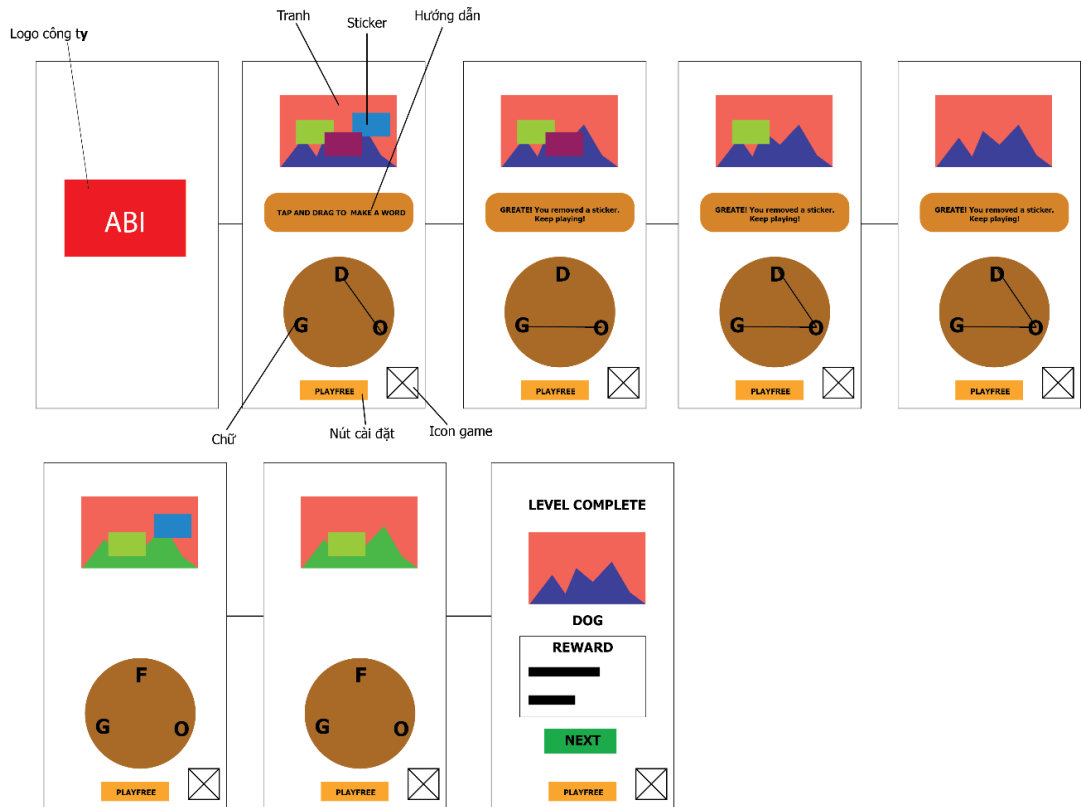 Logo công ty
Tranh
Sticker
Hướng dẫn
ABI
TAP AND DRAG TO MAKE A WORD
D
G
O
PLAYFREE
Chữ
Nút cài đặt
Icon game
GREATE! You removed a sticker.
Keep playing!
D
G
O
PLAYFREE
GREATE! You removed a sticker.
Keep playing!
D
G
O
PLAYFREE
GREATE! You removed a sticker.
Keep playing!
D
G
O
PLAYFREE
F
G
O
PLAYFREE
F
G
O
PLAYFREE
LEVEL COMPLETE
DOG
REWARD
NEXT
PLAYFREE